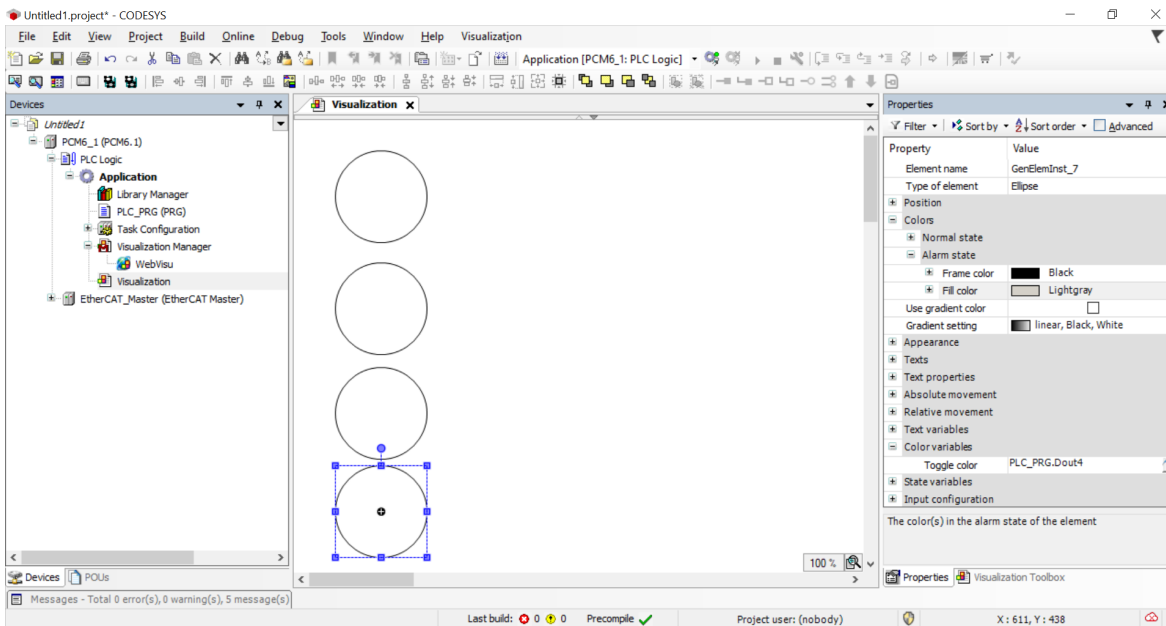 Untitled1.project* - CODESYS
File Edit View Project Build Online Debug Tools Window Help Visualization
Application [PCM6_1: PLC Logic]
Devices
Untitled1
PCM6_1 (PCM6.1)
PLC Logic
Application
Library Manager
PLC_PRG (PRG)
Task Configuration
Visualization Manager
WebVisu
Visualization
EtherCAT_Master (EtherCAT Master)
Devices POUs
Visualization
100 %
Properties
Filter Sort by Sort order Advanced
Property Value
Element name GenElemInst_7
Type of element Ellipse
Position
Colors
Normal state
Alarm state
Frame color Black
Fill color Lightgray
Use gradient color
Gradient setting linear, Black, White
Appearance
Texts
Text properties
Absolute movement
Relative movement
Text variables
Color variables
Toggle color PLC_PRG.Dout4
State variables
Input configuration
The color(s) in the alarm state of the element
Properties Visualization Toolbox
Messages - Total 0 error(s), 0 warning(s), 5 message(s)
Last build: 0 0 Precompile Project user: (nobody) X : 611, Y : 438